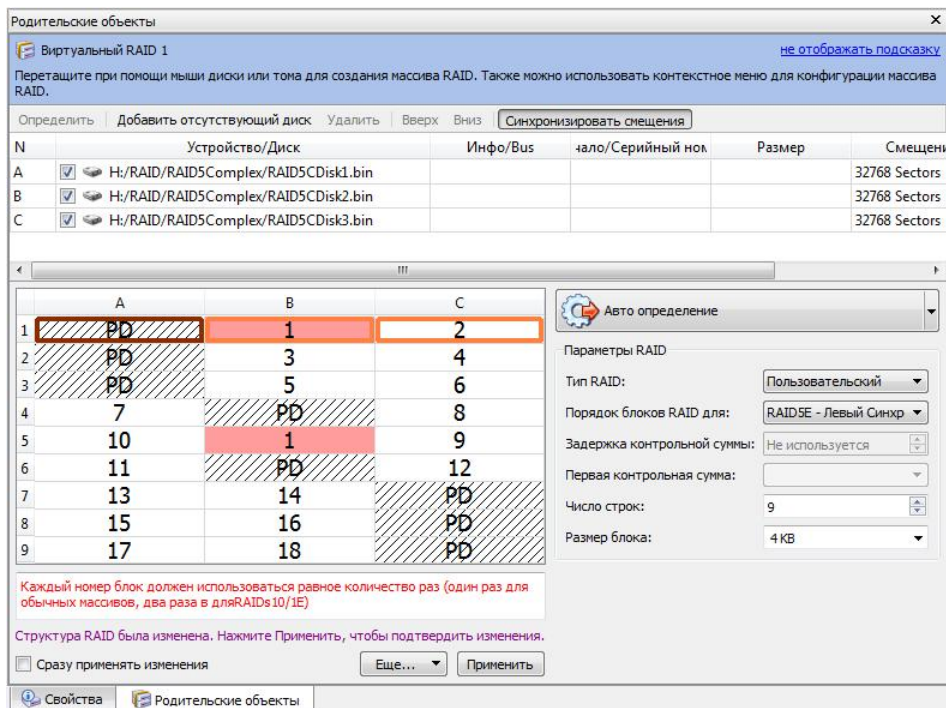 Родительские объекты
Виртуальный RAID 1 не отображать подсказку
Перетащите при помощи мыши диски или тома для создания массива RAID. Также можно использовать контекстное меню для конфигурации массива
RAID.
Определить Добавить отсутствующий диск Удалить Вверх Вниз Синхронизировать смещения
N Устройство/Диск Инфо/Bus чало/Серийный ном Размер Смещени
A H:/RAID/RAID5Complex/RAID5CDisk1.bin 32768 Sectors
B H:/RAID/RAID5Complex/RAID5CDisk2.bin 32768 Sectors
C H:/RAID/RAID5Complex/RAID5CDisk3.bin 32768 Sectors
A B C
1 PD 1 2
2 PD 3 4
3 PD 5 6
4 7 PD 8
5 10 1 9
6 11 PD 12
7 13 14 PD
8 15 16 PD
9 17 18 PD
Авто определение
Параметры RAID
Тип RAID: Пользовательский
Порядок блоков RAID для: RAID5E - Левый Синхр
Задержка контрольной суммы: Не используется
Первая контрольная сумма:
Число строк: 9
Размер блока: 4 KB
Каждый номер блок должен использоваться равное количество раз (один раз для
обычных массивов, два раза в дляRAIDs10/1E)
Структура RAID была изменена. Нажмите Применить, чтобы подтвердить изменения.
Сразу применять изменения Еще... Применить
Свойства Родительские объекты